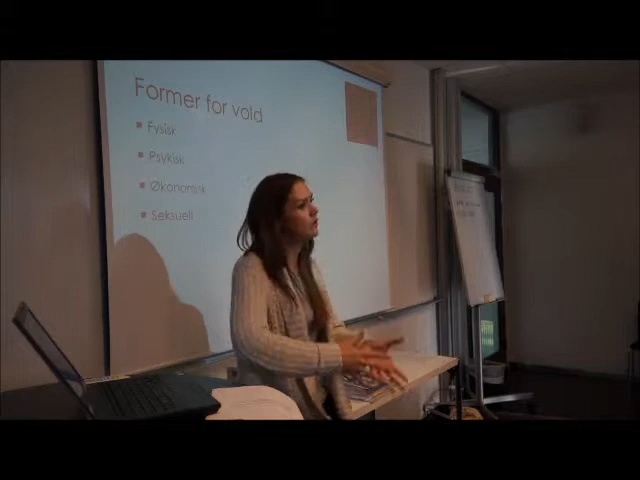 Former for vold
Fysisk
Psykisk
Økonomisk
Seksuell